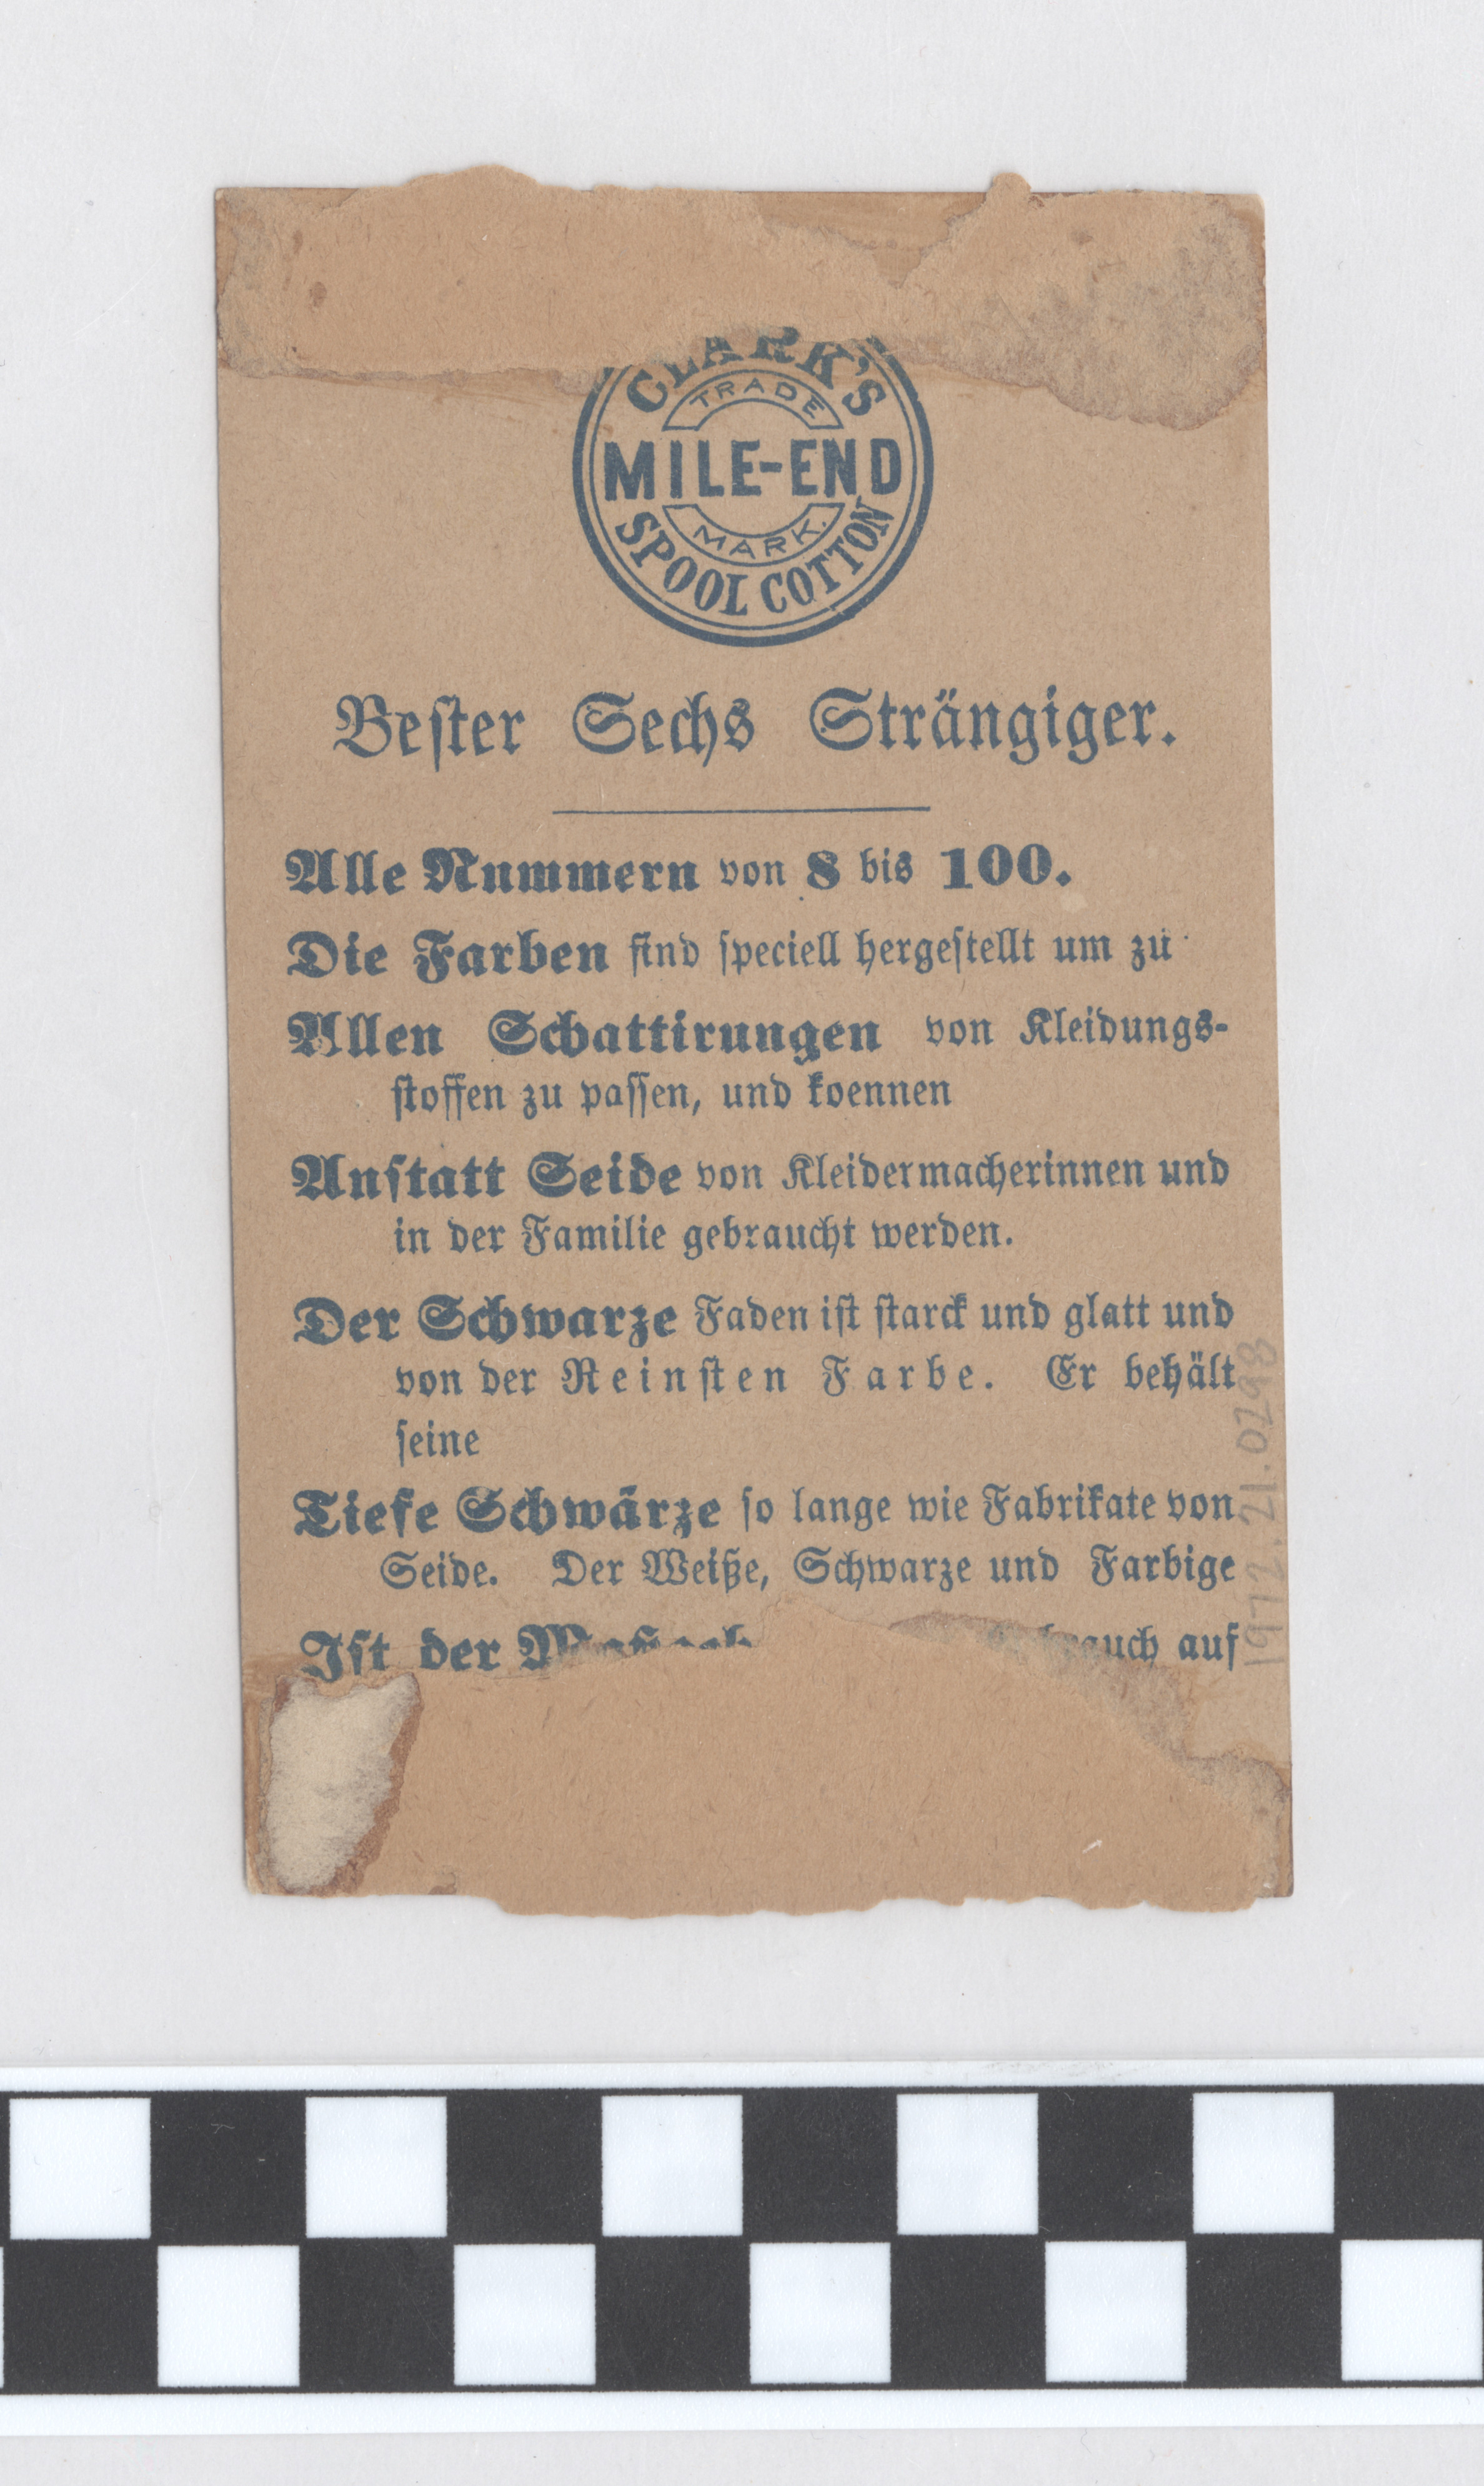 CLARK'S
TRADE
MILE-END
MARK.
SPOOL COTTON
Bester Sechs Strängiger.
Alle Nummern von 8 bis 100.
Die Farben sind speciell hergestellt um zu
Allen Schattirungen von Kleidungs-
stoffen zu passen, und koennen
Anstatt Seide von Kleidermacherinnen und
in der Familie gebraucht werden.
Der Schwarze Faden ist starck und glatt und
von der Reinsten Farbe. Er behält
seine
Tiefe Schwärze so lange wie Fabrikate von
Seide. Der Weiße, Schwarze und Farbige
Ist der auf
1972.21.0298